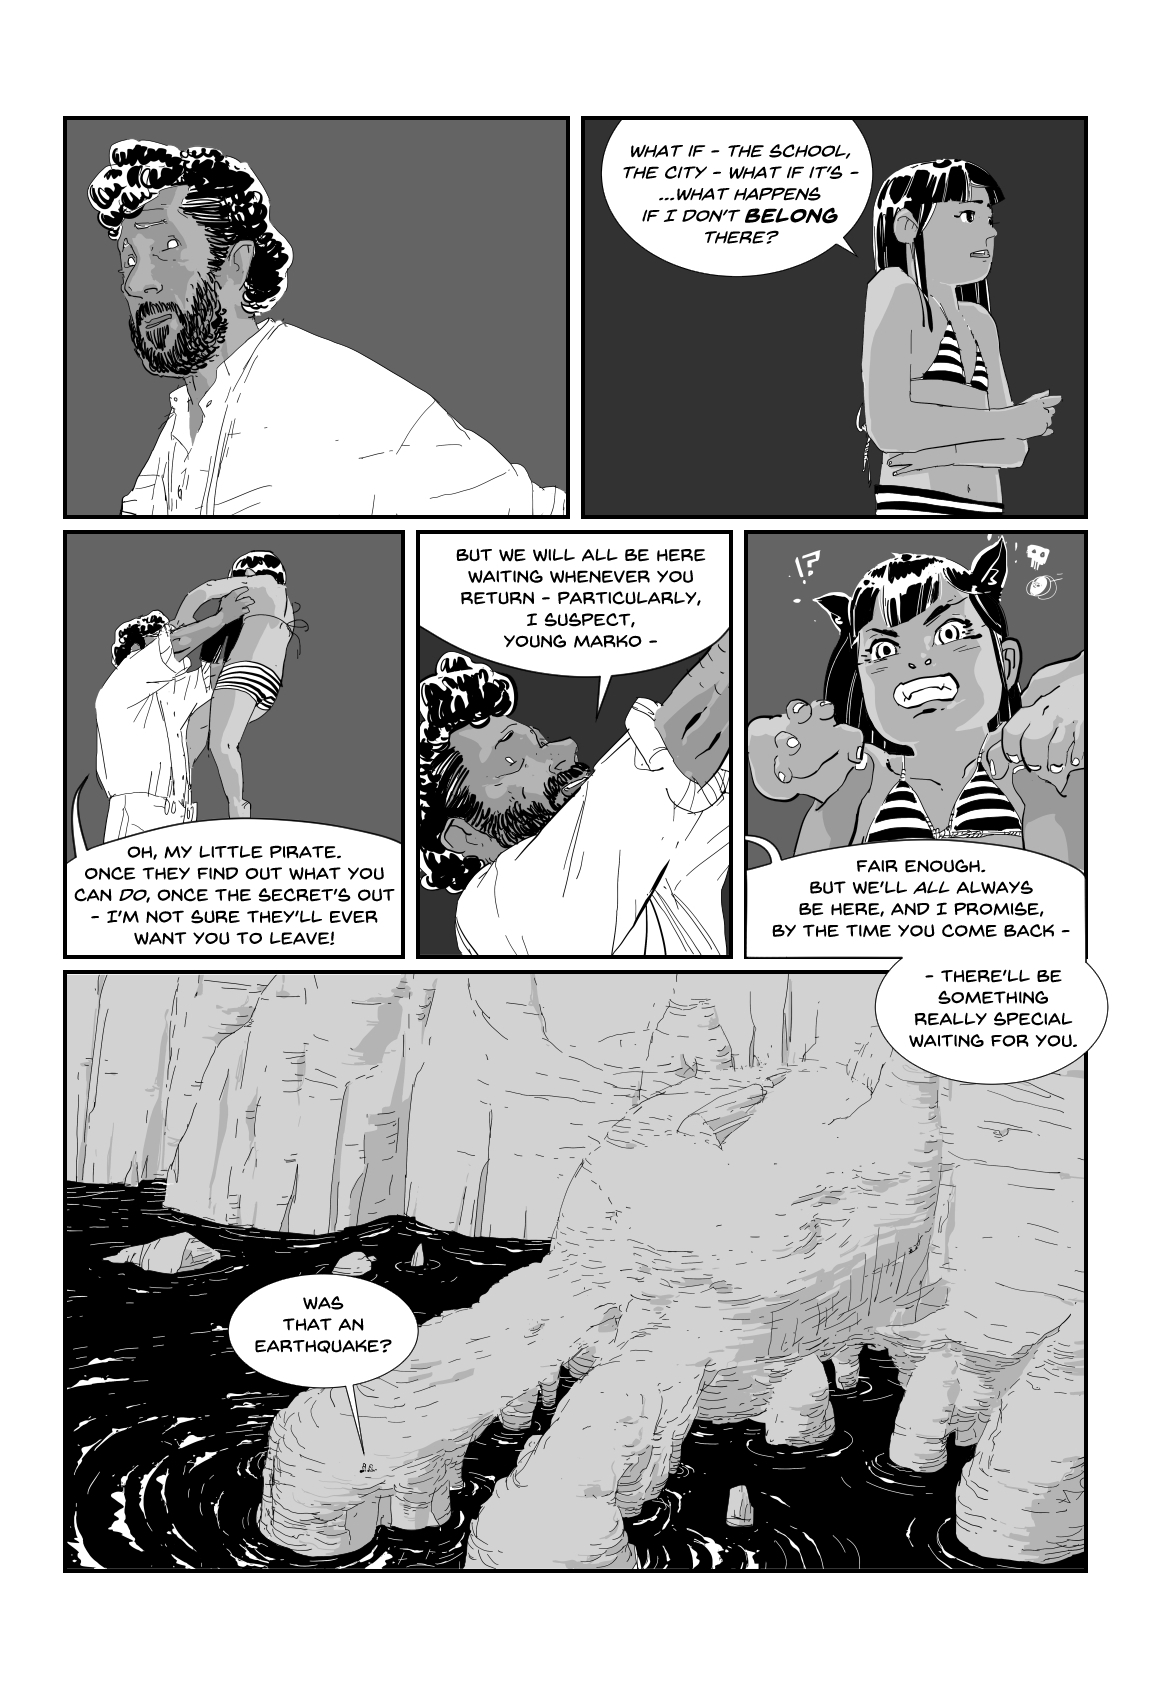 WHAT IF - THE SCHOOL,
THE CITY - WHAT IF IT'S -
...WHAT HAPPENS
IF I DON'T BELONG
THERE?
OH, MY LITTLE PIRATE.
ONCE THEY FIND OUT WHAT YOU
CAN DO, ONCE THE SECRET'S OUT
- I'M NOT SURE THEY'LL EVER
WANT YOU TO LEAVE!
BUT WE WILL ALL BE HERE
WAITING WHENEVER YOU
RETURN - PARTICULARLY,
I SUSPECT,
YOUNG MARKO -
!?
!
FAIR ENOUGH.
BUT WE'LL ALL ALWAYS
BE HERE, AND I PROMISE,
BY THE TIME YOU COME BACK -
- THERE'LL BE
SOMETHING
REALLY SPECIAL
WAITING FOR YOU.
WAS
THAT AN
EARTHQUAKE?